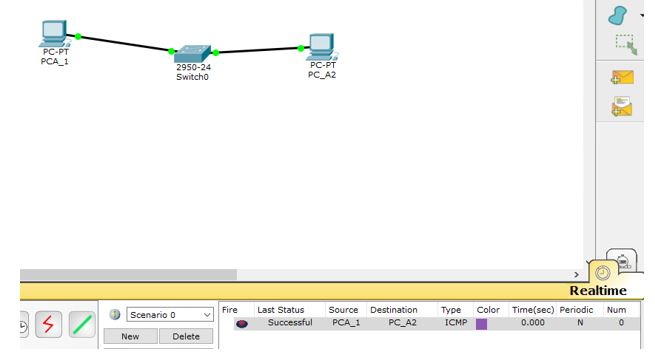 PC-PT
PCA_1
2950-24
Switch0
PC-PT
PC_A2
Realtime
Scenario 0
New Delete
Fire Last Status Source Destination Type Color Time(sec) Periodic Num
Successful PCA_1 PC_A2 ICMP 0.000 N 0